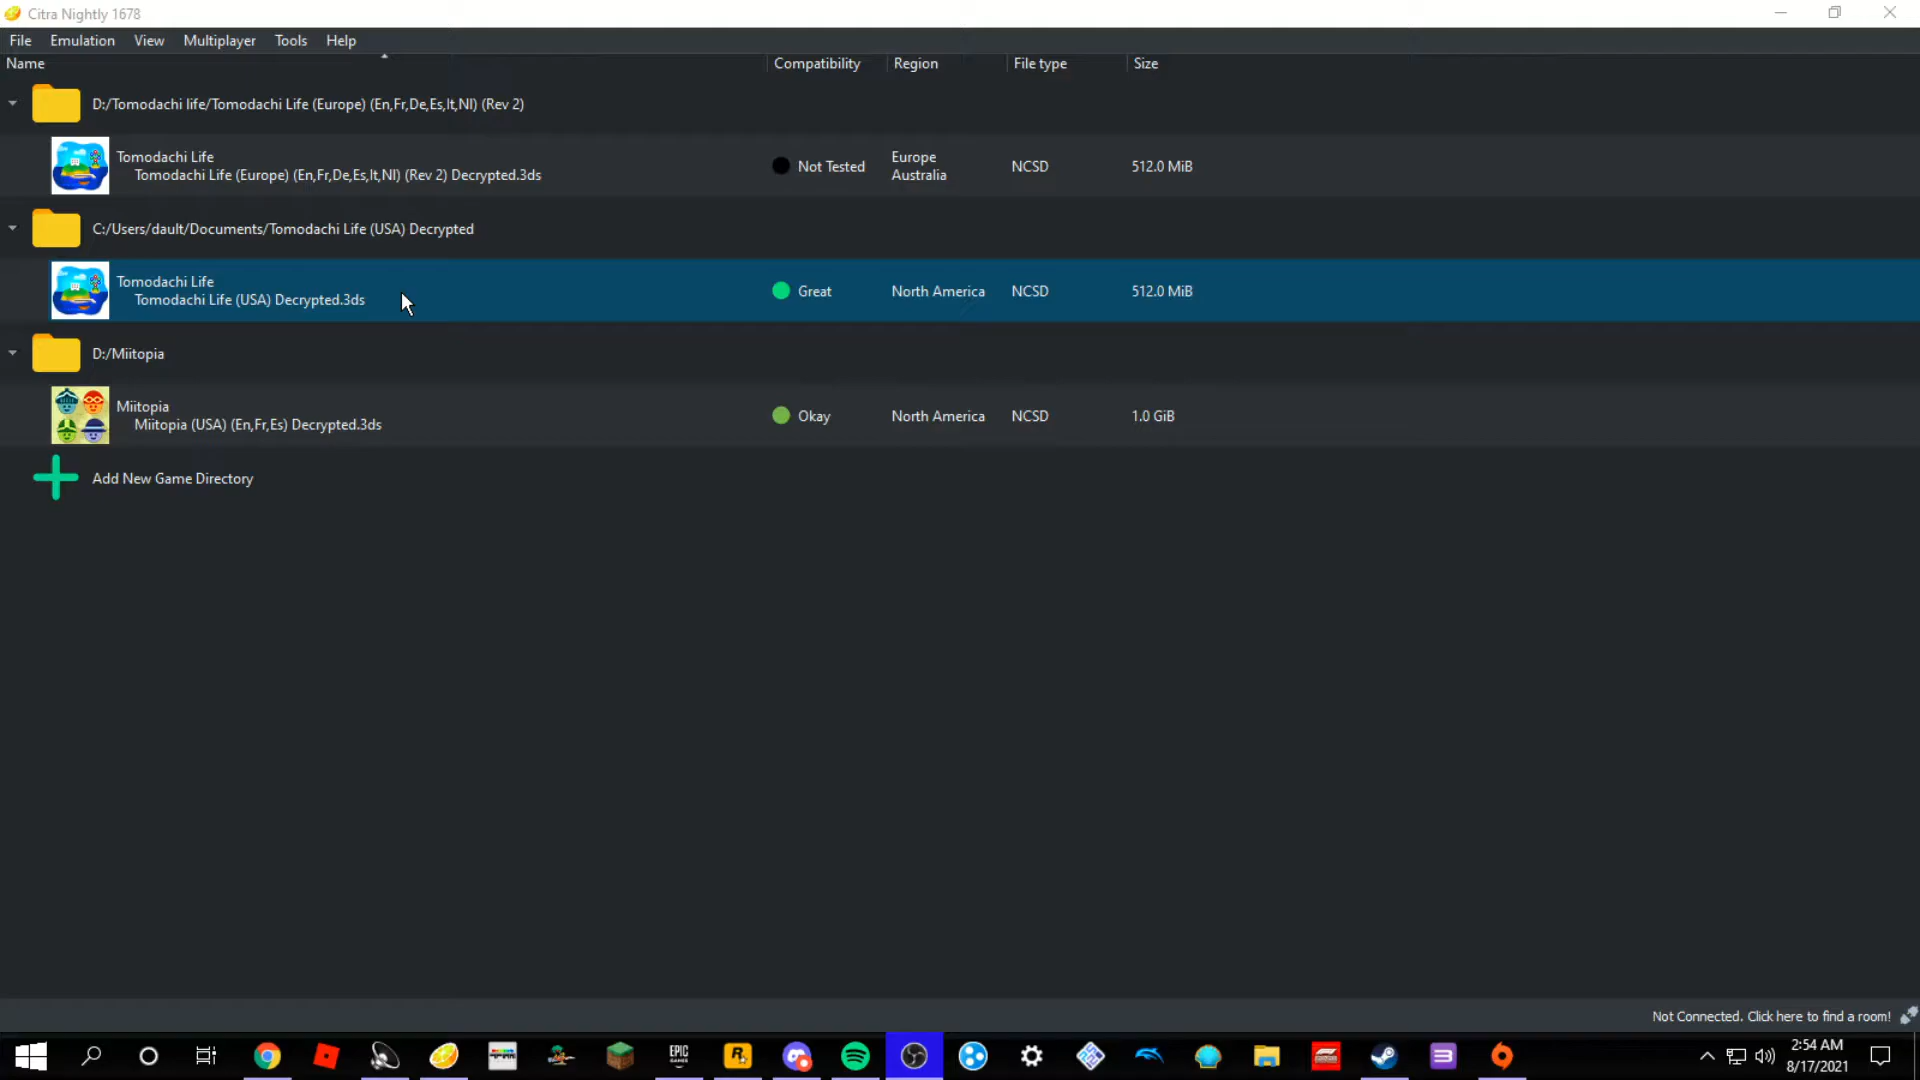 Citra Nightly 1678
File Emulation View Multiplayer Tools Help
Name Compatibility Region File type Size
D:/Tomodachi life/Tomodachi Life (Europe) (En,Fr,De,Es,It,Nl) (Rev 2)
Tomodachi Life
Tomodachi Life (Europe) (En,Fr,De,Es,It,Nl) (Rev 2) Decrypted.3ds
Not Tested
Europe
Australia
NCSD
512.0 MiB
C:/Users/dault/Documents/Tomodachi Life (USA) Decrypted
Tomodachi Life
Tomodachi Life (USA) Decrypted.3ds
Great
North America
NCSD
512.0 MiB
D:/Miitopia
Miitopia
Miitopia (USA) (En,Fr,Es) Decrypted.3ds
Okay
North America
NCSD
1.0 GiB
Add New Game Directory
Not Connected. Click here to find a room!
EPIC
GAMES
R
2:54 AM
8/17/2021